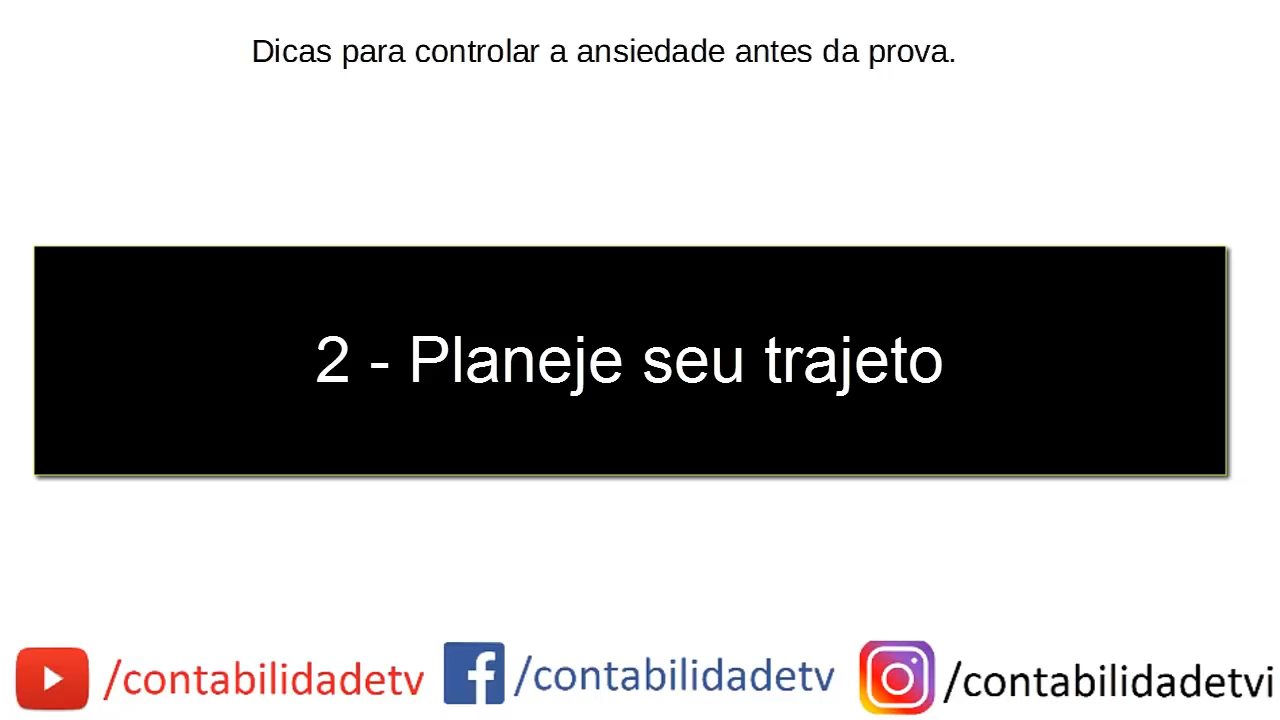 Dicas para controlar a ansiedade antes da prova.
2 - Planeje seu trajeto
/contabilidadetv /contabilidadetv /contabilidadetvi